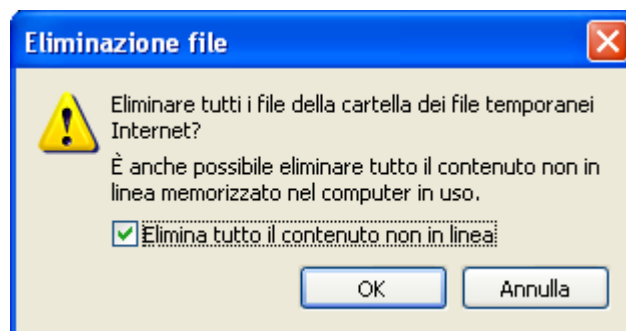 Eliminazione file
Eliminare tutti i file della cartella dei file temporanei
Internet?
È anche possibile eliminare tutto il contenuto non in
linea memorizzato nel computer in uso.
Elimina tutto il contenuto non in linea
OK
Annulla